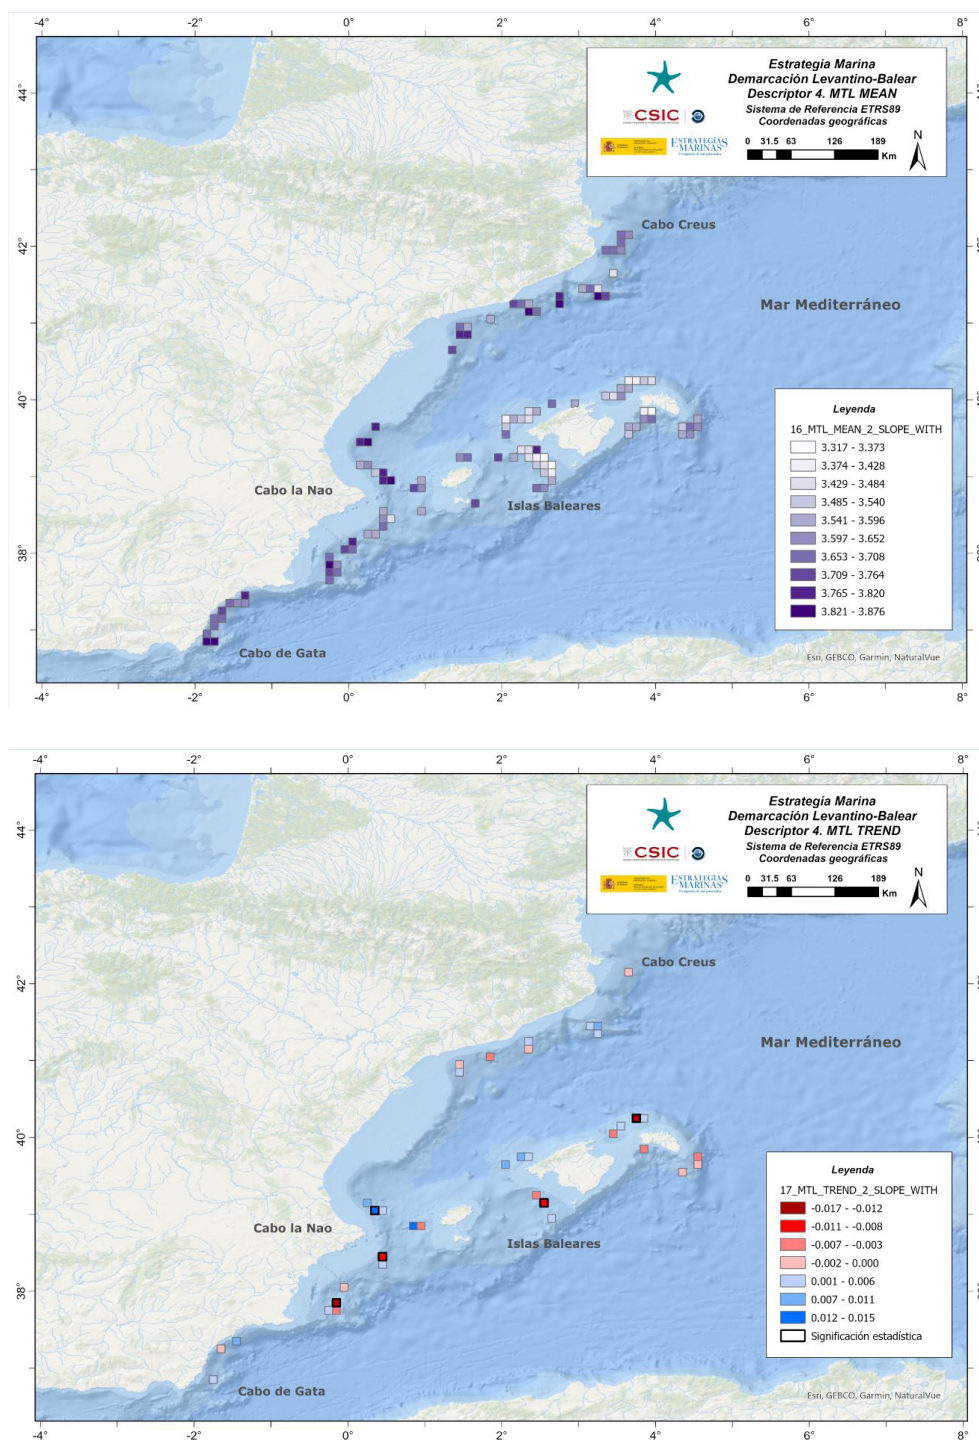 -4° -2° 0° 2° 4° 6° 8°
Estrategia Marina
Demarcación Levantino-Balear
Descriptor 4. MTL MEAN
Sistema de Referencia ETRS89
Coordenadas geográficas
CSIC
ESTRATEGIAS
MARINAS
0 31.5 63 126 189
Km
N
44°
42°
40°
38°
Cabo Creus
Mar Mediterráneo
Cabo la Nao
Islas Baleares
Cabo de Gata
Leyenda
16_MTL_MEAN_2_SLOPE_WITH
3.317 - 3.373
3.374 - 3.428
3.429 - 3.484
3.485 - 3.540
3.541 - 3.596
3.597 - 3.652
3.653 - 3.708
3.709 - 3.764
3.765 - 3.820
3.821 - 3.876
Esri, GEBCO, Garmin, NaturalVue
-4° -2° 0° 2° 4° 6° 8°
-4° -2° 0° 2° 4° 6° 8°
Estrategia Marina
Demarcación Levantino-Balear
Descriptor 4. MTL TREND
Sistema de Referencia ETRS89
Coordenadas geográficas
CSIC
ESTRATEGIAS
MARINAS
0 31.5 63 126 189
Km
N
44°
42°
40°
38°
Cabo Creus
Mar Mediterráneo
Cabo la Nao
Islas Baleares
Cabo de Gata
Leyenda
17_MTL_TREND_2_SLOPE_WITH
-0.017 - -0.012
-0.011 - -0.008
-0.007 - -0.003
-0.002 - 0.000
0.001 - 0.006
0.007 - 0.011
0.012 - 0.015
Significación estadística
Esri, GEBCO, Garmin, NaturalVue
-4° -2° 0° 2° 4° 6° 8°